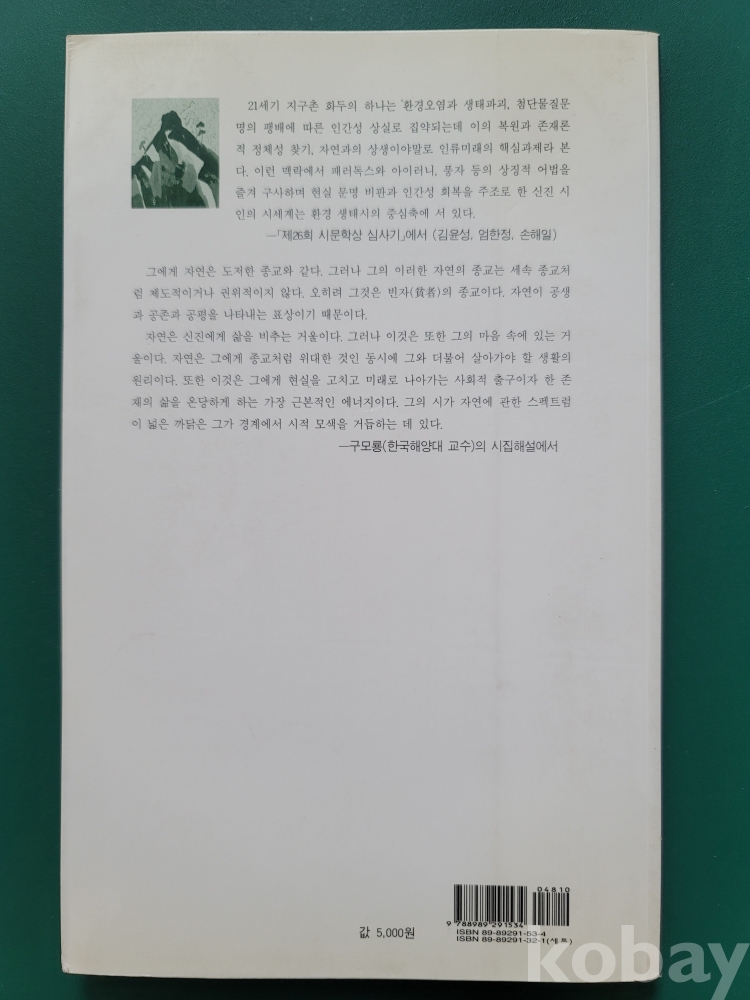 21세기 지구촌 화두의 하나는 '환경오염과 생태파괴, 첨단물질문
명의 팽배에 따른 인간성 상실로 집약되는데 이의 복원과 존재론
적 정체성 찾기, 자연과의 상생이야말로 인류미래의 핵심과제라 본
다. 이런 맥락에서 패러독스와 아이러니, 풍자 등의 상징적 어법을
즐겨 구사하며 현실 문명 비판과 인간성 회복을 주조로 한 신진 시
인의 시세계는 환경 생태시의 중심축에 서 있다.
―「제26회 시문학상 심사기」에서 (김윤성, 엄한정, 손해일)
그에게 자연은 도저한 종교와 같다. 그러나 그의 이러한 자연의 종교는 세속 종교처
럼 제도적이거나 권위적이지 않다. 오히려 그것은 빈자(貧者)의 종교이다. 자연이 공생
과 공존과 공평을 나타내는 표상이기 때문이다.
자연은 신진에게 삶을 비추는 거울이다. 그러나 이것은 또한 그의 마음 속에 있는 거
울이다. 자연은 그에게 종교처럼 위대한 것인 동시에 그와 더불어 살아가야 할 생활의
원리이다. 또한 이것은 그에게 현실을 고치고 미래로 나아가는 사회적 출구이자 한 존
재의 삶을 온당하게 하는 가장 근본적인 에너지이다. 그의 시가 자연에 관한 스펙트럼
이 넓은 까닭은 그가 경계에서 시적 모색을 거듭하는 데 있다.
―구모룡(한국해양대 교수)의 시집해설에서
04810
9 788989 291534
값 5,000원
ISBN 89-89291-53-4
ISBN 89-89291-32-1(세트)
kobay